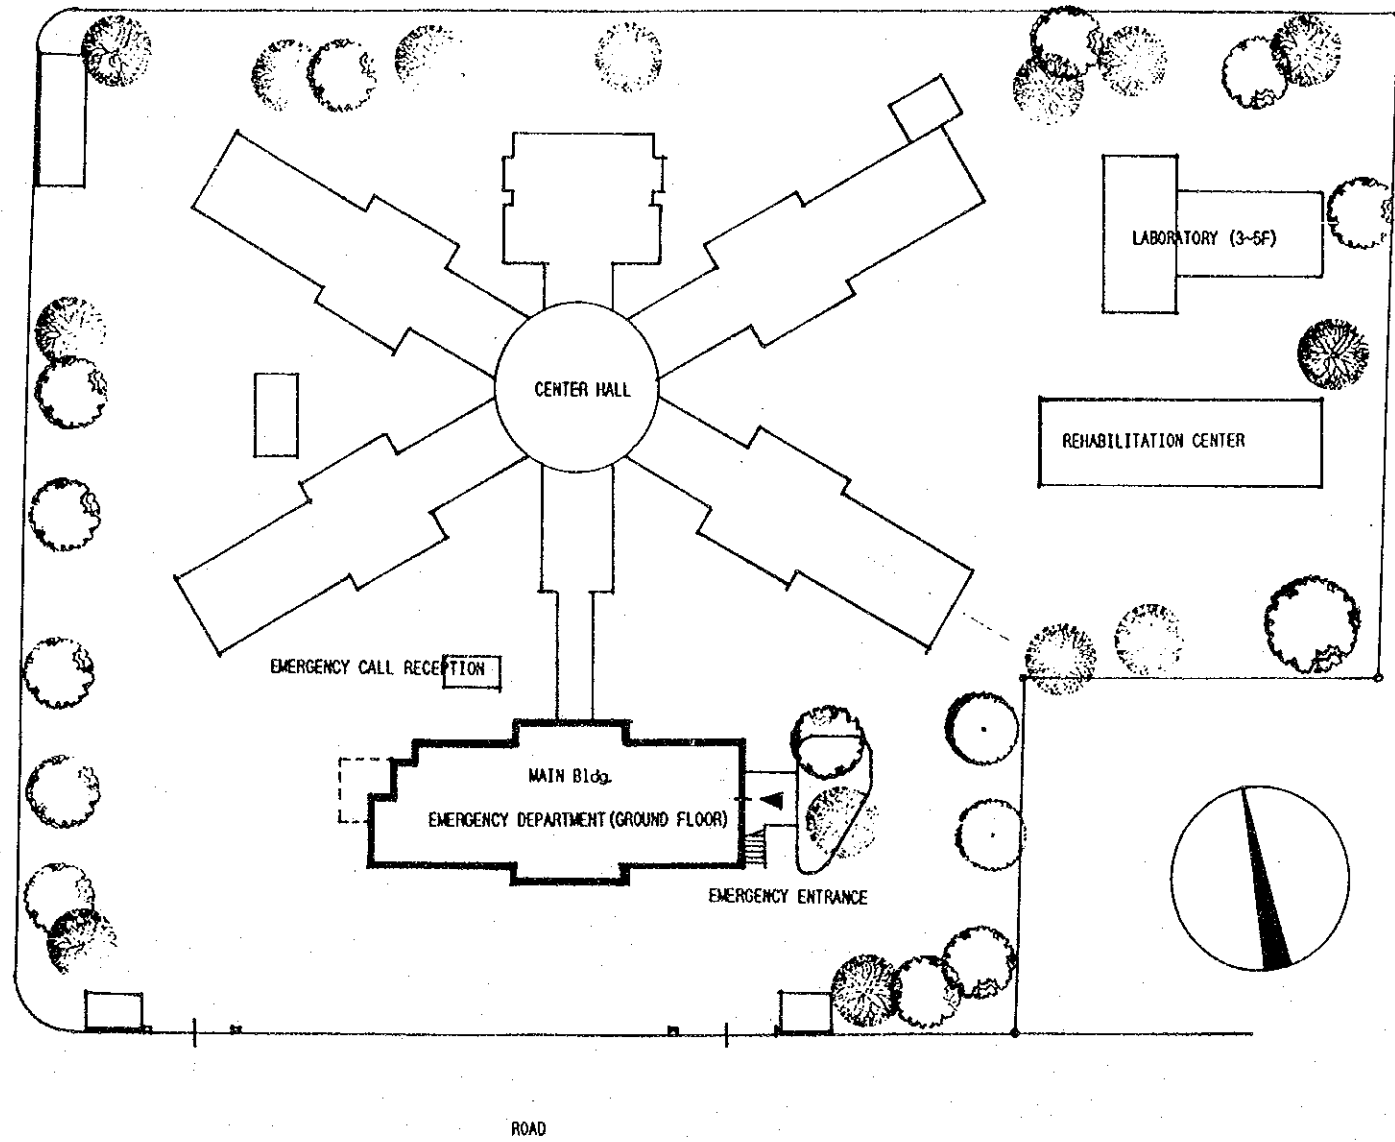 LABORATORY (3~5F)
CENTER HALL
REHABILITATION CENTER
EMERGENCY CALL RECEPTION
MAIN Bldg.
EMERGENCY DEPARTMENT(GROUND FLOOR)
EMERGENCY ENTRANCE
ROAD